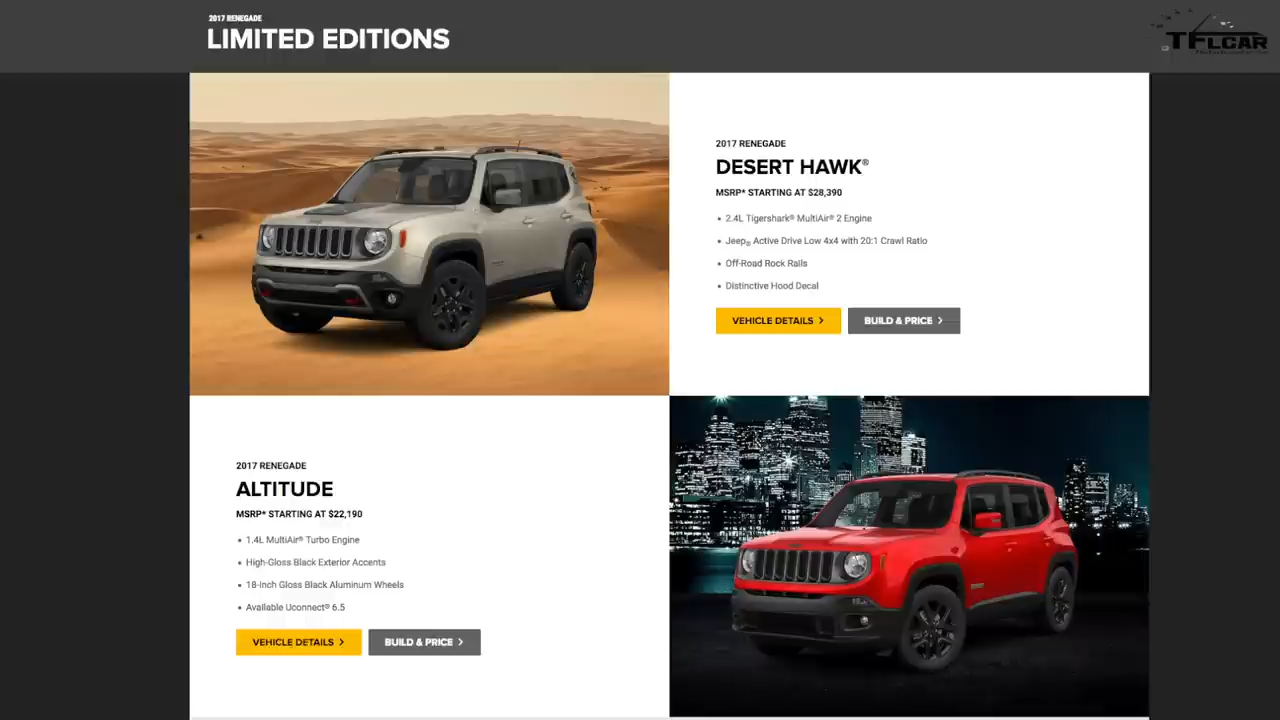 2017 RENEGADE
LIMITED EDITIONS
TFLCAR
2017 RENEGADE
DESERT HAWK®
MSRP* STARTING AT $28,390
• 2.4L Tigershark® MultiAir® 2 Engine
• Jeep® Active Drive Low 4x4 with 20:1 Crawl Ratio
• Off-Road Rock Rails
• Distinctive Hood Decal
VEHICLE DETAILS >
BUILD & PRICE >
2017 RENEGADE
ALTITUDE
MSRP* STARTING AT $22,190
• 1.4L MultiAir® Turbo Engine
• High-Gloss Black Exterior Accents
• 18-Inch Gloss Black Aluminum Wheels
• Available Uconnect® 6.5
VEHICLE DETAILS >
BUILD & PRICE >